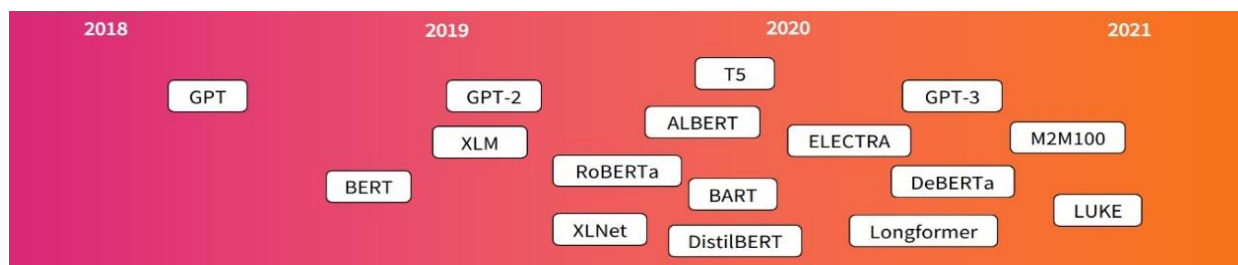 2018 2019 2020 2021
T5
GPT GPT-2 GPT-3
ALBERT
XLM ELECTRA M2M100
RoBERTa
BERT DeBERTa
BART
LUKE
XLNet Longformer
DistilBERT